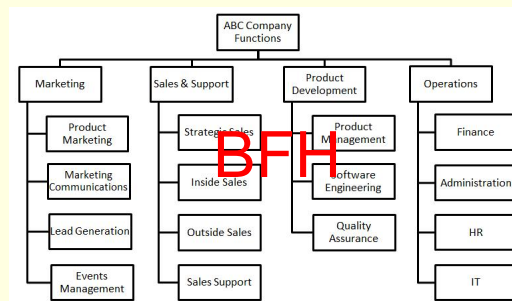 ABC Company
Functions
Marketing
Sales & Support
Product
Development
Operations
Product
Marketing
Strategic Sales
Product
Management
Finance
BFH
Marketing
Communications
Inside Sales
Software
Engineering
Administration
Lead Generation
Outside Sales
Quality
Assurance
HR
Events
Management
Sales Support
IT